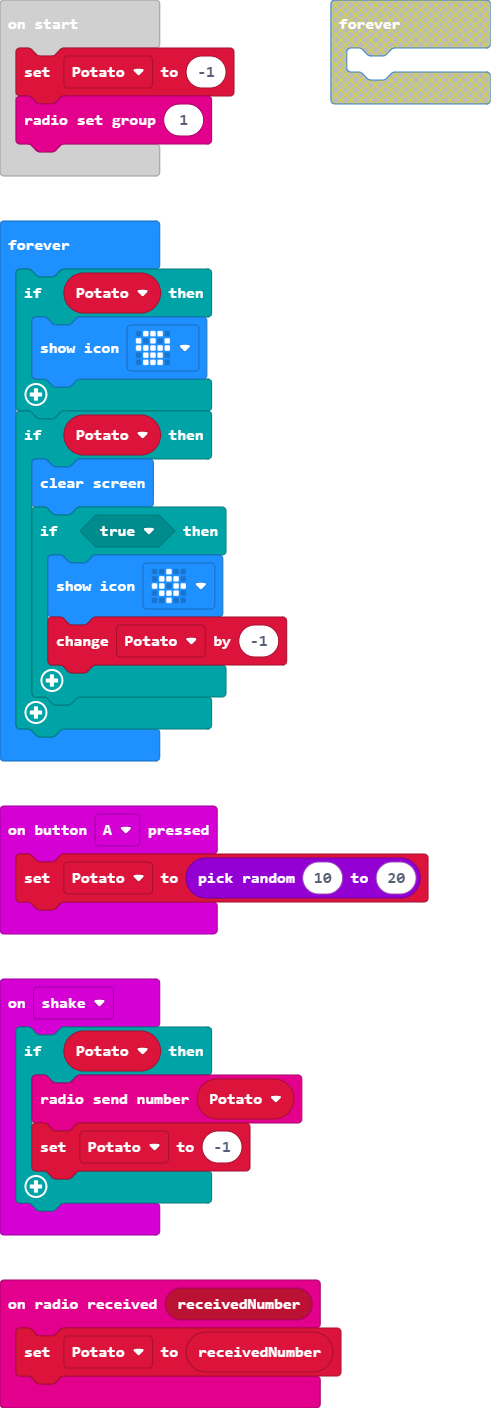 on start
set Potato to -1
radio set group 1
forever
forever
if Potato then
show icon
if Potato then
clear screen
if true then
show icon
change Potato by -1
on button A pressed
set Potato to pick random 10 to 20
on shake
if Potato then
radio send number Potato
set Potato to -1
on radio received receivedNumber
set Potato to receivedNumber